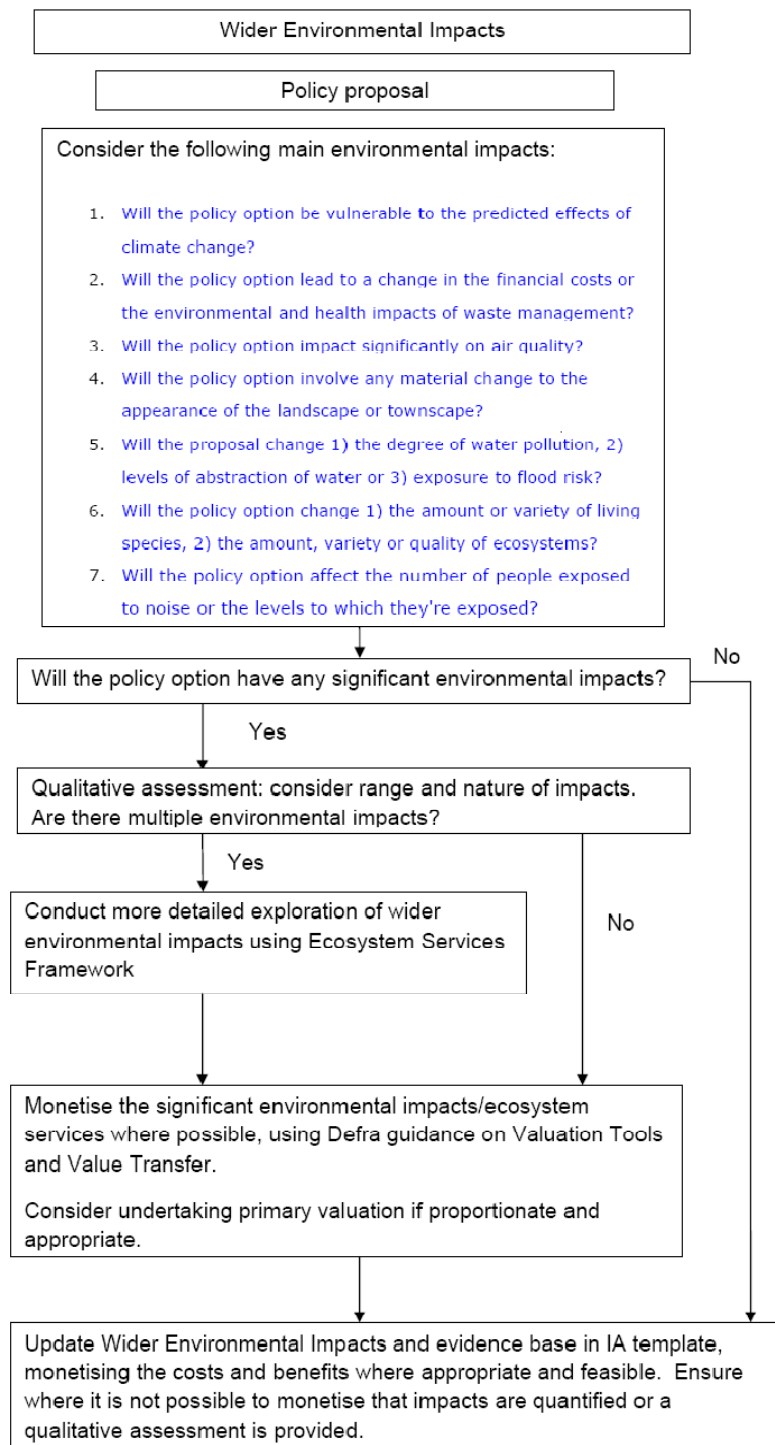 Wider Environmental Impacts
Policy proposal
Consider the following main environmental impacts:
1. Will the policy option be vulnerable to the predicted effects of
climate change?
2. Will the policy option lead to a change in the financial costs or
the environmental and health impacts of waste management?
3. Will the policy option impact significantly on air quality?
4. Will the policy option involve any material change to the
appearance of the landscape or townscape?
5. Will the proposal change 1) the degree of water pollution, 2)
levels of abstraction of water or 3) exposure to flood risk?
6. Will the policy option change 1) the amount or variety of living
species, 2) the amount, variety or quality of ecosystems?
7. Will the policy option affect the number of people exposed
to noise or the levels to which they're exposed?
No
Will the policy option have any significant environmental impacts?
Yes
Qualitative assessment: consider range and nature of impacts.
Are there multiple environmental impacts?
Yes
Conduct more detailed exploration of wider
environmental impacts using Ecosystem Services
Framework
No
Monetise the significant environmental impacts/ecosystem
services where possible, using Defra guidance on Valuation Tools
and Value Transfer.
Consider undertaking primary valuation if proportionate and
appropriate.
Update Wider Environmental Impacts and evidence base in IA template,
monetising the costs and benefits where appropriate and feasible. Ensure
where it is not possible to monetise that impacts are quantified or a
qualitative assessment is provided.